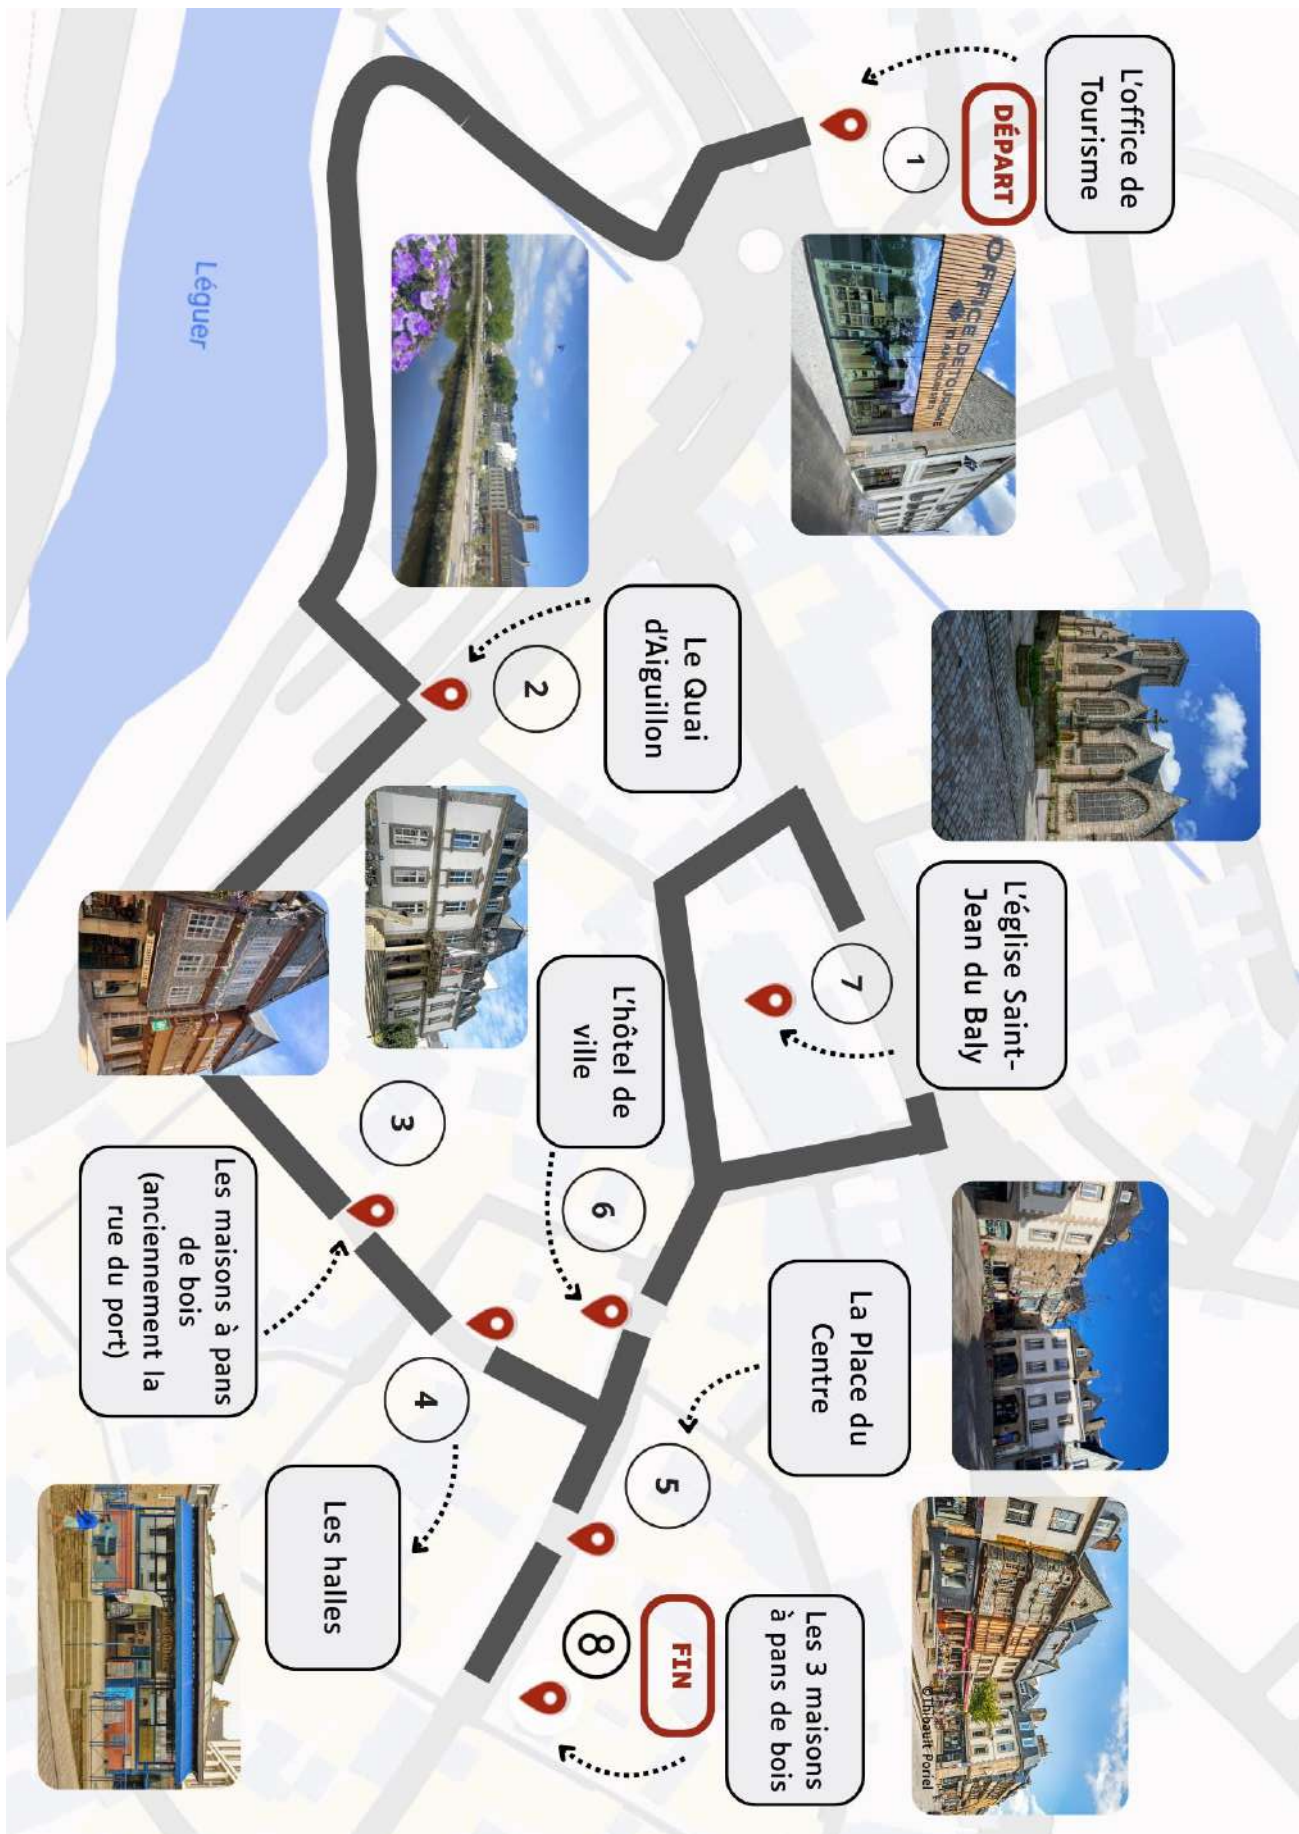 L'office de
Tourisme
DÉPART
1
OFFICE DE TOURISME
Léguer
Le Quai
d'Aiguillon
2
L'église Saint-
Jean du Baly
7
L'hôtel de
ville
6
3
Les maisons à pans
de bois
(anciennement la
rue du port)
La Place du
Centre
5
4
Les halles
Les 3 maisons
à pans de bois
FIN
8
©Thibault Porriel